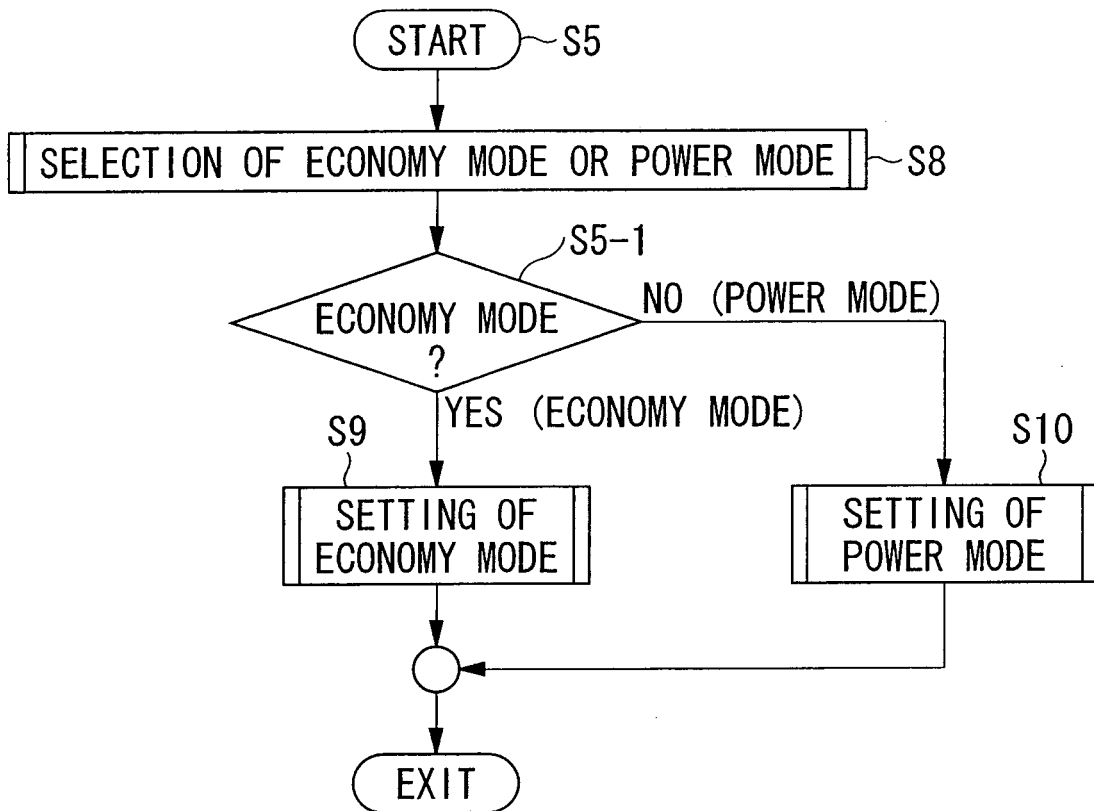 START
S5
SELECTION OF ECONOMY MODE OR POWER MODE
S8
S5-1
ECONOMY MODE
?
NO (POWER MODE)
YES (ECONOMY MODE)
S9
S10
SETTING OF
ECONOMY MODE
SETTING OF
POWER MODE
EXIT